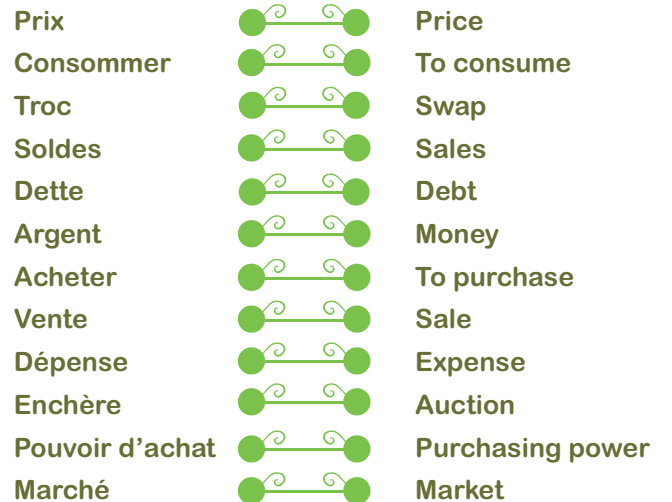 Prix Price
Consommer To consume
Troc Swap
Soldes Sales
Dette Debt
Argent Money
Acheter To purchase
Vente Sale
Dépense Expense
Enchère Auction
Pouvoir d'achat Purchasing power
Marché Market